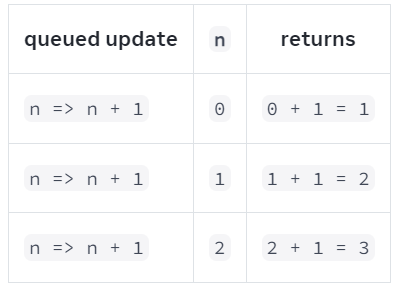 queued update n returns
n => n + 1 0 0 + 1 = 1
n => n + 1 1 1 + 1 = 2
n => n + 1 2 2 + 1 = 3